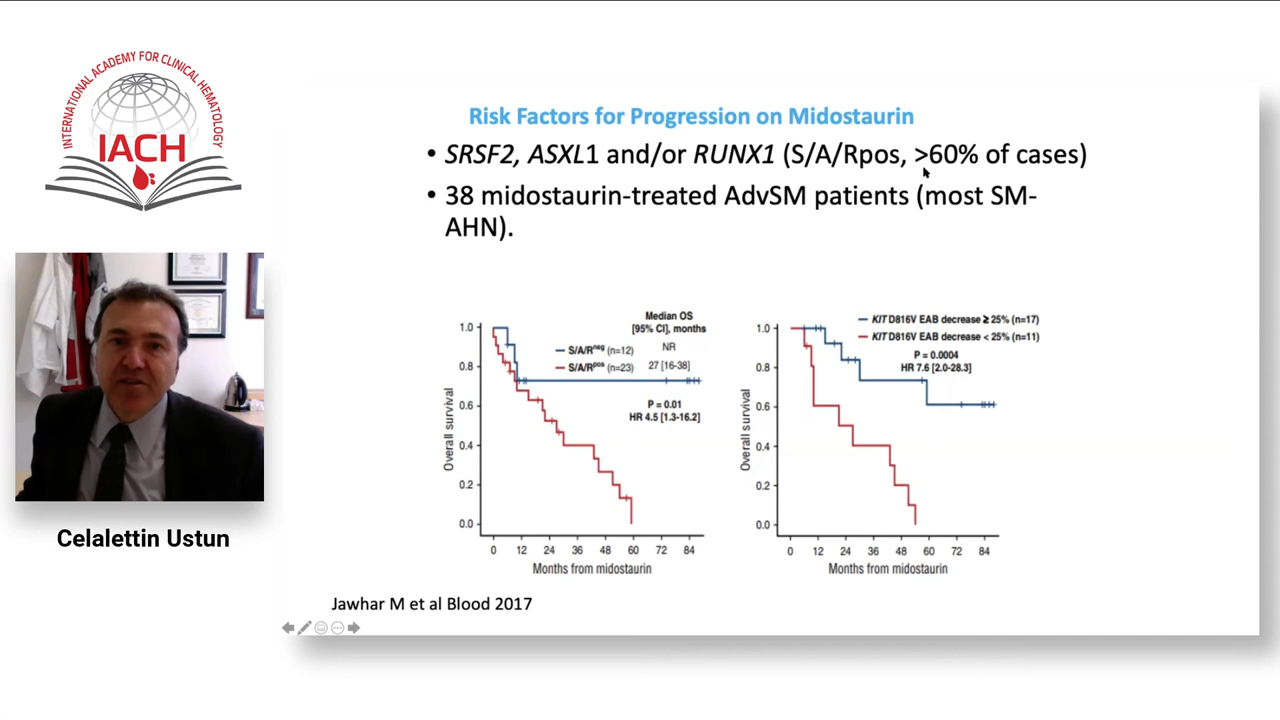 INTERNATIONAL ACADEMY FOR CLINICAL HEMATOLOGY
IACH
Celalettin Ustun
Risk Factors for Progression on Midostaurin
• SRSF2, ASXL1 and/or RUNX1 (S/A/Rpos, >60% of cases)
• 38 midostaurin-treated AdvSM patients (most SM-
AHN).
Median OS
[95% CI], months
S/A/Rneg (n=12) NR
S/A/Rpos (n=23) 27 [16-38]
P = 0.01
HR 4.5 [1.3-16.2]
Overall survival
1.0
0.8
0.6
0.4
0.2
0.0
0 12 24 36 48 60 72 84
Months from midostaurin
KIT D816V EAB decrease ≥ 25% (n=17)
KIT D816V EAB decrease < 25% (n=11)
P = 0.0004
HR 7.6 [2.0-28.3]
Overall survival
1.0
0.8
0.6
0.4
0.2
0.0
0 12 24 36 48 60 72 84
Months from midostaurin
Jawhar M et al Blood 2017